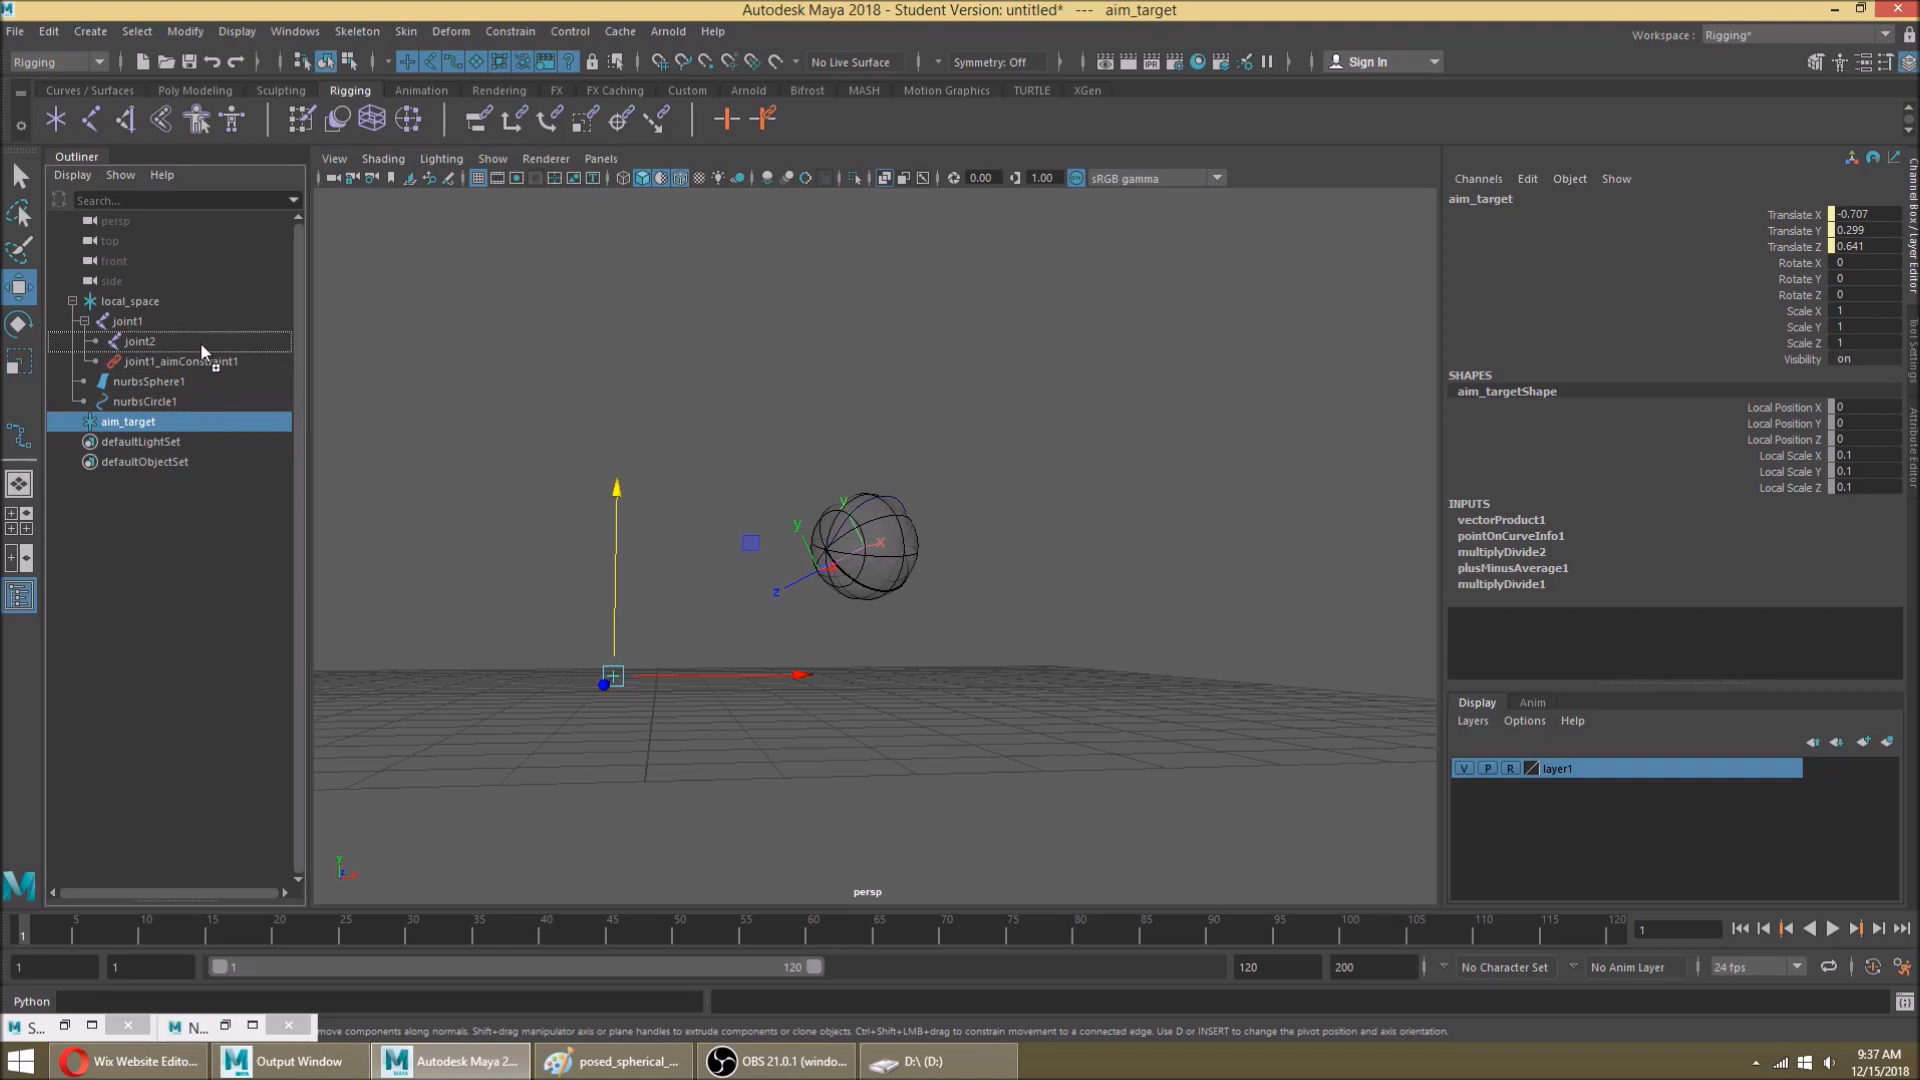 Autodesk Maya 2018 - Student Version: untitled* --- aim_target
File Edit Create Select Modify Display Windows Skeleton Skin Deform Constrain Control Cache Arnold Help
Workspace : Rigging*
Rigging
No Live Surface
Symmetry: Off
Sign In
Curves / Surfaces Poly Modeling Sculpting Rigging Animation Rendering FX FX Caching Custom Arnold Bifrost MASH Motion Graphics TURTLE XGen
Outliner
Display Show Help
Search...
persp
top
front
side
local_space
joint1
joint2
joint1_aimConstraint1
nurbsSphere1
nurbsCircle1
aim_target
defaultLightSet
defaultObjectSet
View Shading Lighting Show Renderer Panels
0.00 1.00 sRGB gamma
y
y
x
z
y
persp
Channels Edit Object Show
aim_target
Translate X -0.707
Translate Y 0.299
Translate Z 0.641
Rotate X 0
Rotate Y 0
Rotate Z 0
Scale X 1
Scale Y 1
Scale Z 1
Visibility on
SHAPES
aim_targetShape
Local Position X 0
Local Position Y 0
Local Position Z 0
Local Scale X 0.1
Local Scale Y 0.1
Local Scale Z 0.1
INPUTS
vectorProduct1
pointOnCurveInfo1
multiplyDivide2
plusMinusAverage1
multiplyDivide1
Display Anim
Layers Options Help
V P R layer1
Channel Box / Layer Editor
Tool Settings
Attribute Editor
5 10 15 20 25 30 35 40 45 50 55 60 65 70 75 80 85 90 95 100 105 110 115 120
1
1
1 1 1 120 120 200 No Character Set No Anim Layer 24 fps
Python
S... N... move components along normals. Shift+drag manipulator axis or plane handles to extrude components or clone objects. Ctrl+Shift+LMB+drag to constrain movement to a connected edge. Use D or INSERT to change the pivot position and axis orientation.
Wix Website Edito... Output Window Autodesk Maya 2... posed_spherical_... OBS 21.0.1 (windo... D:\ (D:)
9:37 AM
12/15/2018